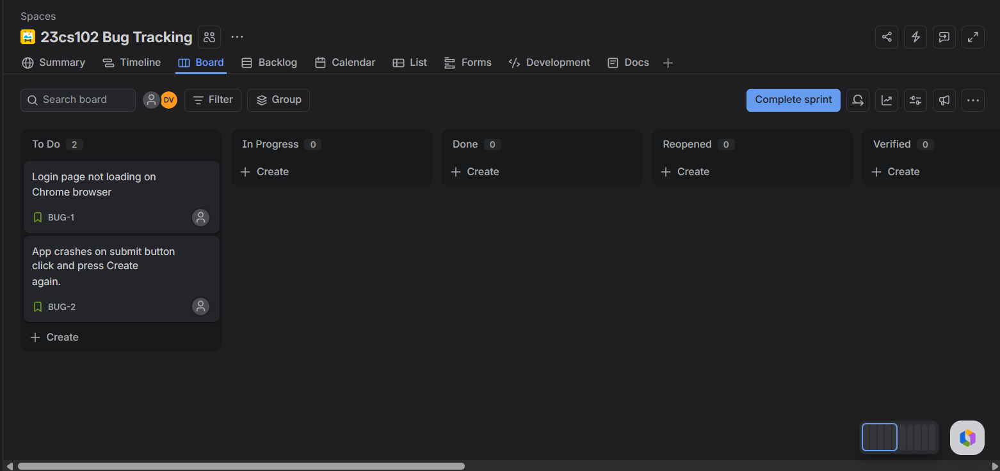 Spaces
23cs102 Bug Tracking
Summary Timeline Board Backlog Calendar List Forms Development Docs
Search board DV Filter Group Complete sprint
To Do 2 In Progress 0 Done 0 Reopened 0 Verified 0
Create Create Create Create
Login page not loading on
Chrome browser
BUG-1
App crashes on submit button
click and press Create
again.
BUG-2
Create